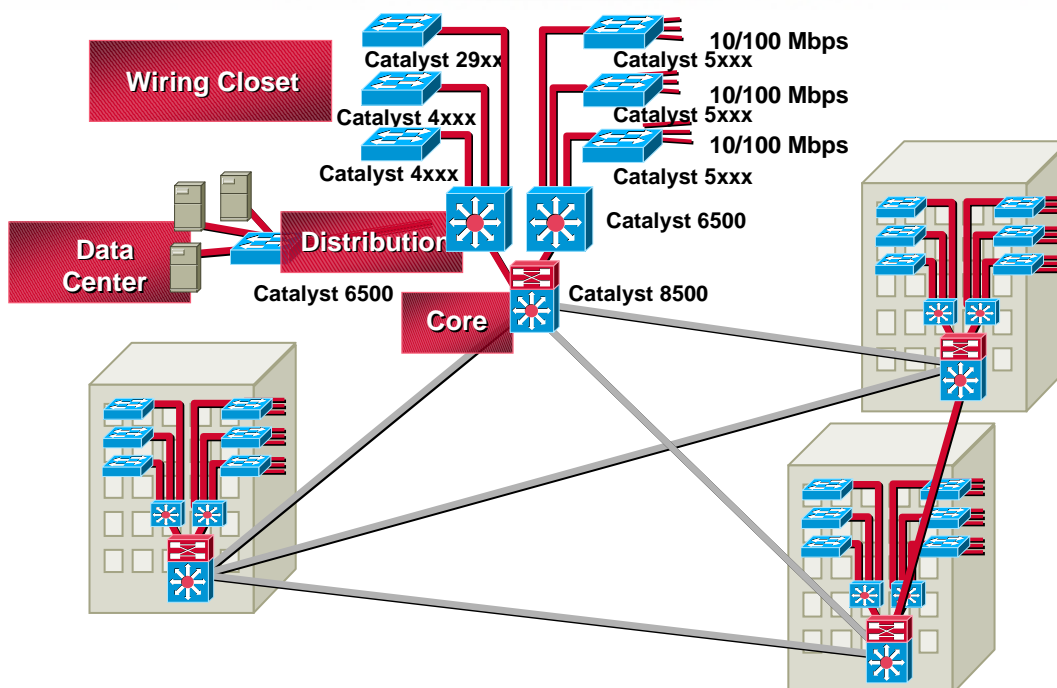 10/100 Mbps
Catalyst 29xx
Catalyst 5xxx
Wiring Closet
10/100 Mbps
Catalyst 4xxx
Catalyst 5xxx
10/100 Mbps
Catalyst 4xxx
Catalyst 5xxx
Catalyst 6500
Distribution
Data
Center
Catalyst 6500
Catalyst 8500
Core